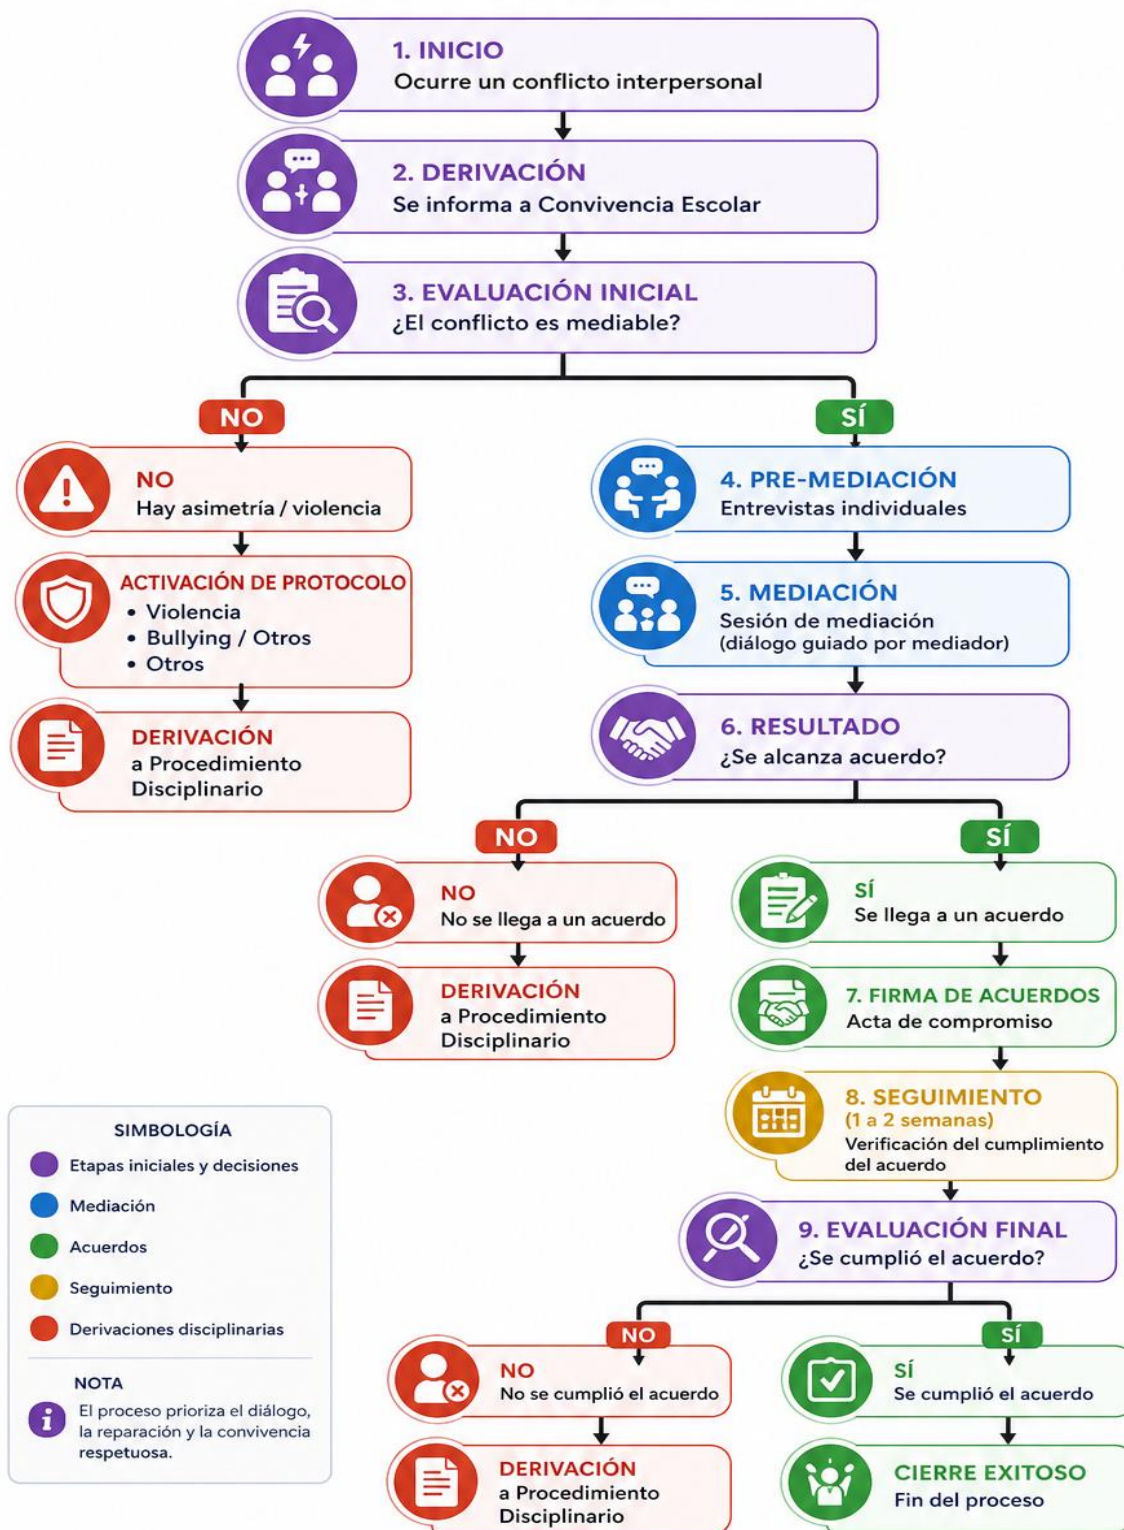 1. INICIO
Ocurre un conflicto interpersonal
2. DERIVACIÓN
Se informa a Convivencia Escolar
3. EVALUACIÓN INICIAL
¿El conflicto es mediable?
NO
SÍ
NO
Hay asimetría / violencia
ACTIVACIÓN DE PROTOCOLO
• Violencia
• Bullying / Otros
• Otros
DERIVACIÓN
a Procedimiento
Disciplinario
4. PRE-MEDIACIÓN
Entrevistas individuales
5. MEDIACIÓN
Sesión de mediación
(diálogo guiado por mediador)
6. RESULTADO
¿Se alcanza acuerdo?
NO
SÍ
NO
No se llega a un acuerdo
DERIVACIÓN
a Procedimiento
Disciplinario
SÍ
Se llega a un acuerdo
7. FIRMA DE ACUERDOS
Acta de compromiso
8. SEGUIMIENTO
(1 a 2 semanas)
Verificación del cumplimiento
del acuerdo
9. EVALUACIÓN FINAL
¿Se cumplió el acuerdo?
NO
SÍ
NO
No se cumplió el acuerdo
DERIVACIÓN
a Procedimiento
Disciplinario
SÍ
Se cumplió el acuerdo
CIERRE EXITOSO
Fin del proceso
SIMBOLOGÍA
Etapas iniciales y decisiones
Mediación
Acuerdos
Seguimiento
Derivaciones disciplinarias
NOTA
El proceso prioriza el diálogo,
la reparación y la convivencia
respetuosa.